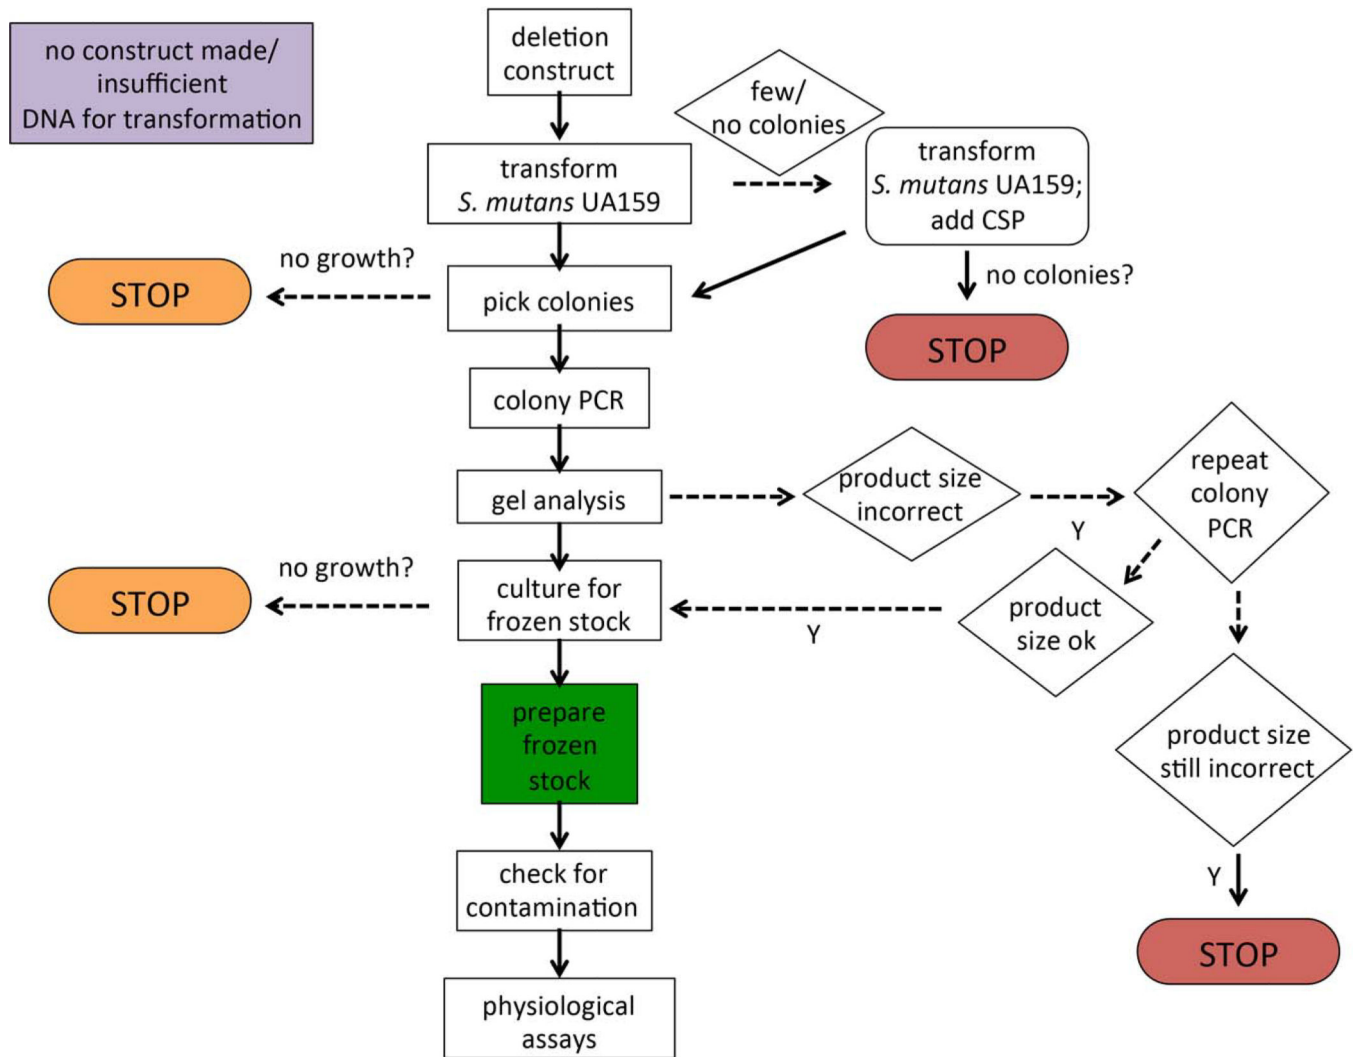 no construct made/
insufficient
DNA for transformation
deletion
construct
few/
no colonies
transform
S. mutans UA159
transform
S. mutans UA159;
add CSP
no growth?
STOP
pick colonies
no colonies?
STOP
colony PCR
gel analysis
product size
incorrect
Y
repeat
colony
PCR
no growth?
STOP
culture for
frozen stock
Y
product
size ok
prepare
frozen
stock
product size
still incorrect
Y
STOP
check for
contamination
physiological
assays